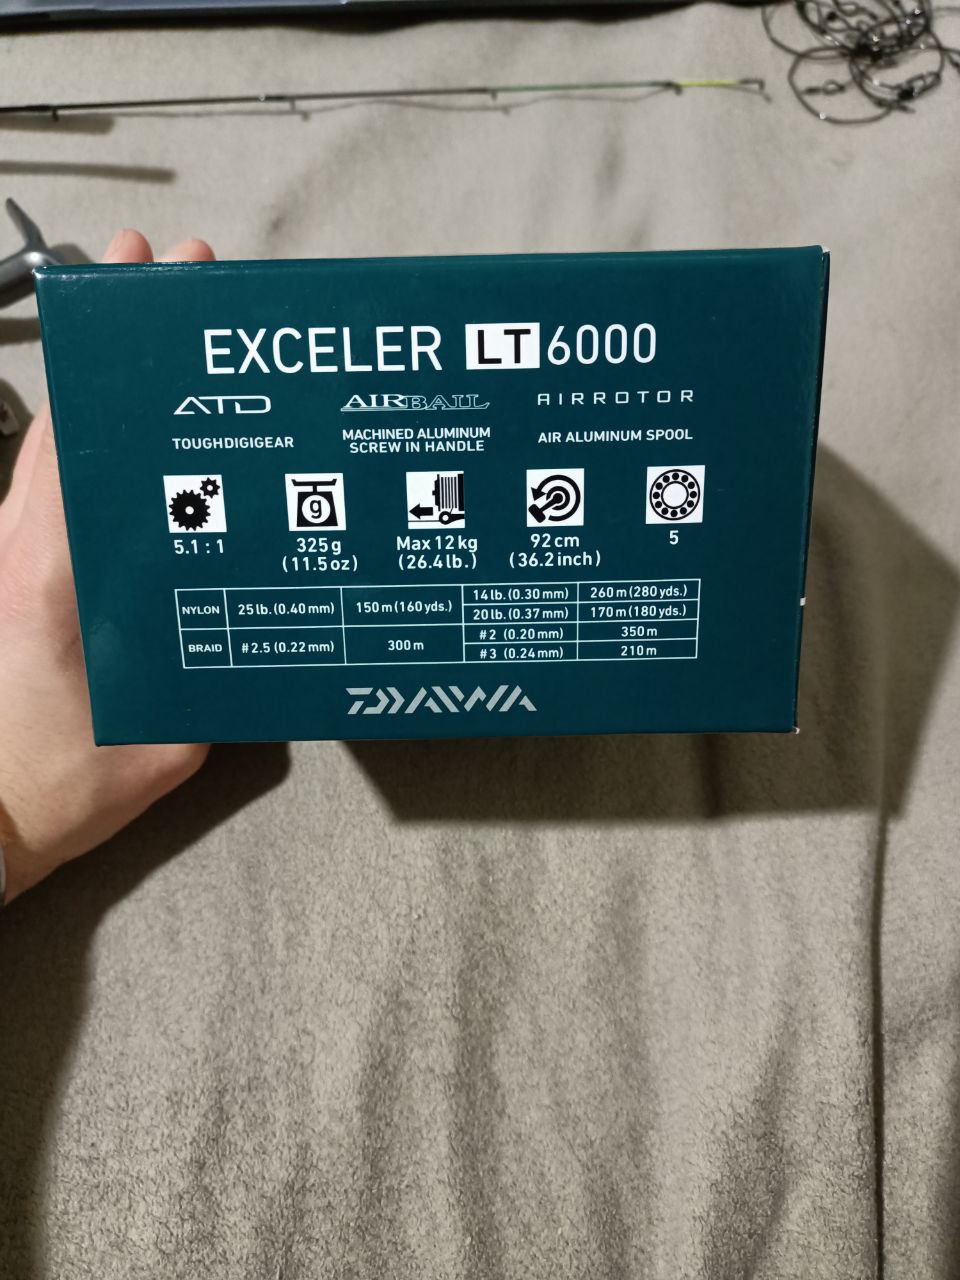 EXCELER LT 6000
ATD AIRBAIL AIRROTOR
TOUGHDIGIGEAR MACHINED ALUMINUM SCREW IN HANDLE AIR ALUMINUM SPOOL
g
5.1 : 1 325g (11.5oz) Max 12kg (26.4lb.) 92cm (36.2inch) 5
NYLON 25lb.(0.40mm) 150m(160yds.) 14lb.(0.30mm) 260m(280yds.)
20lb.(0.37mm) 170m(180yds.)
BRAID #2.5(0.22mm) 300m #2 (0.20mm) 350m
#3 (0.24mm) 210m
DAIWA